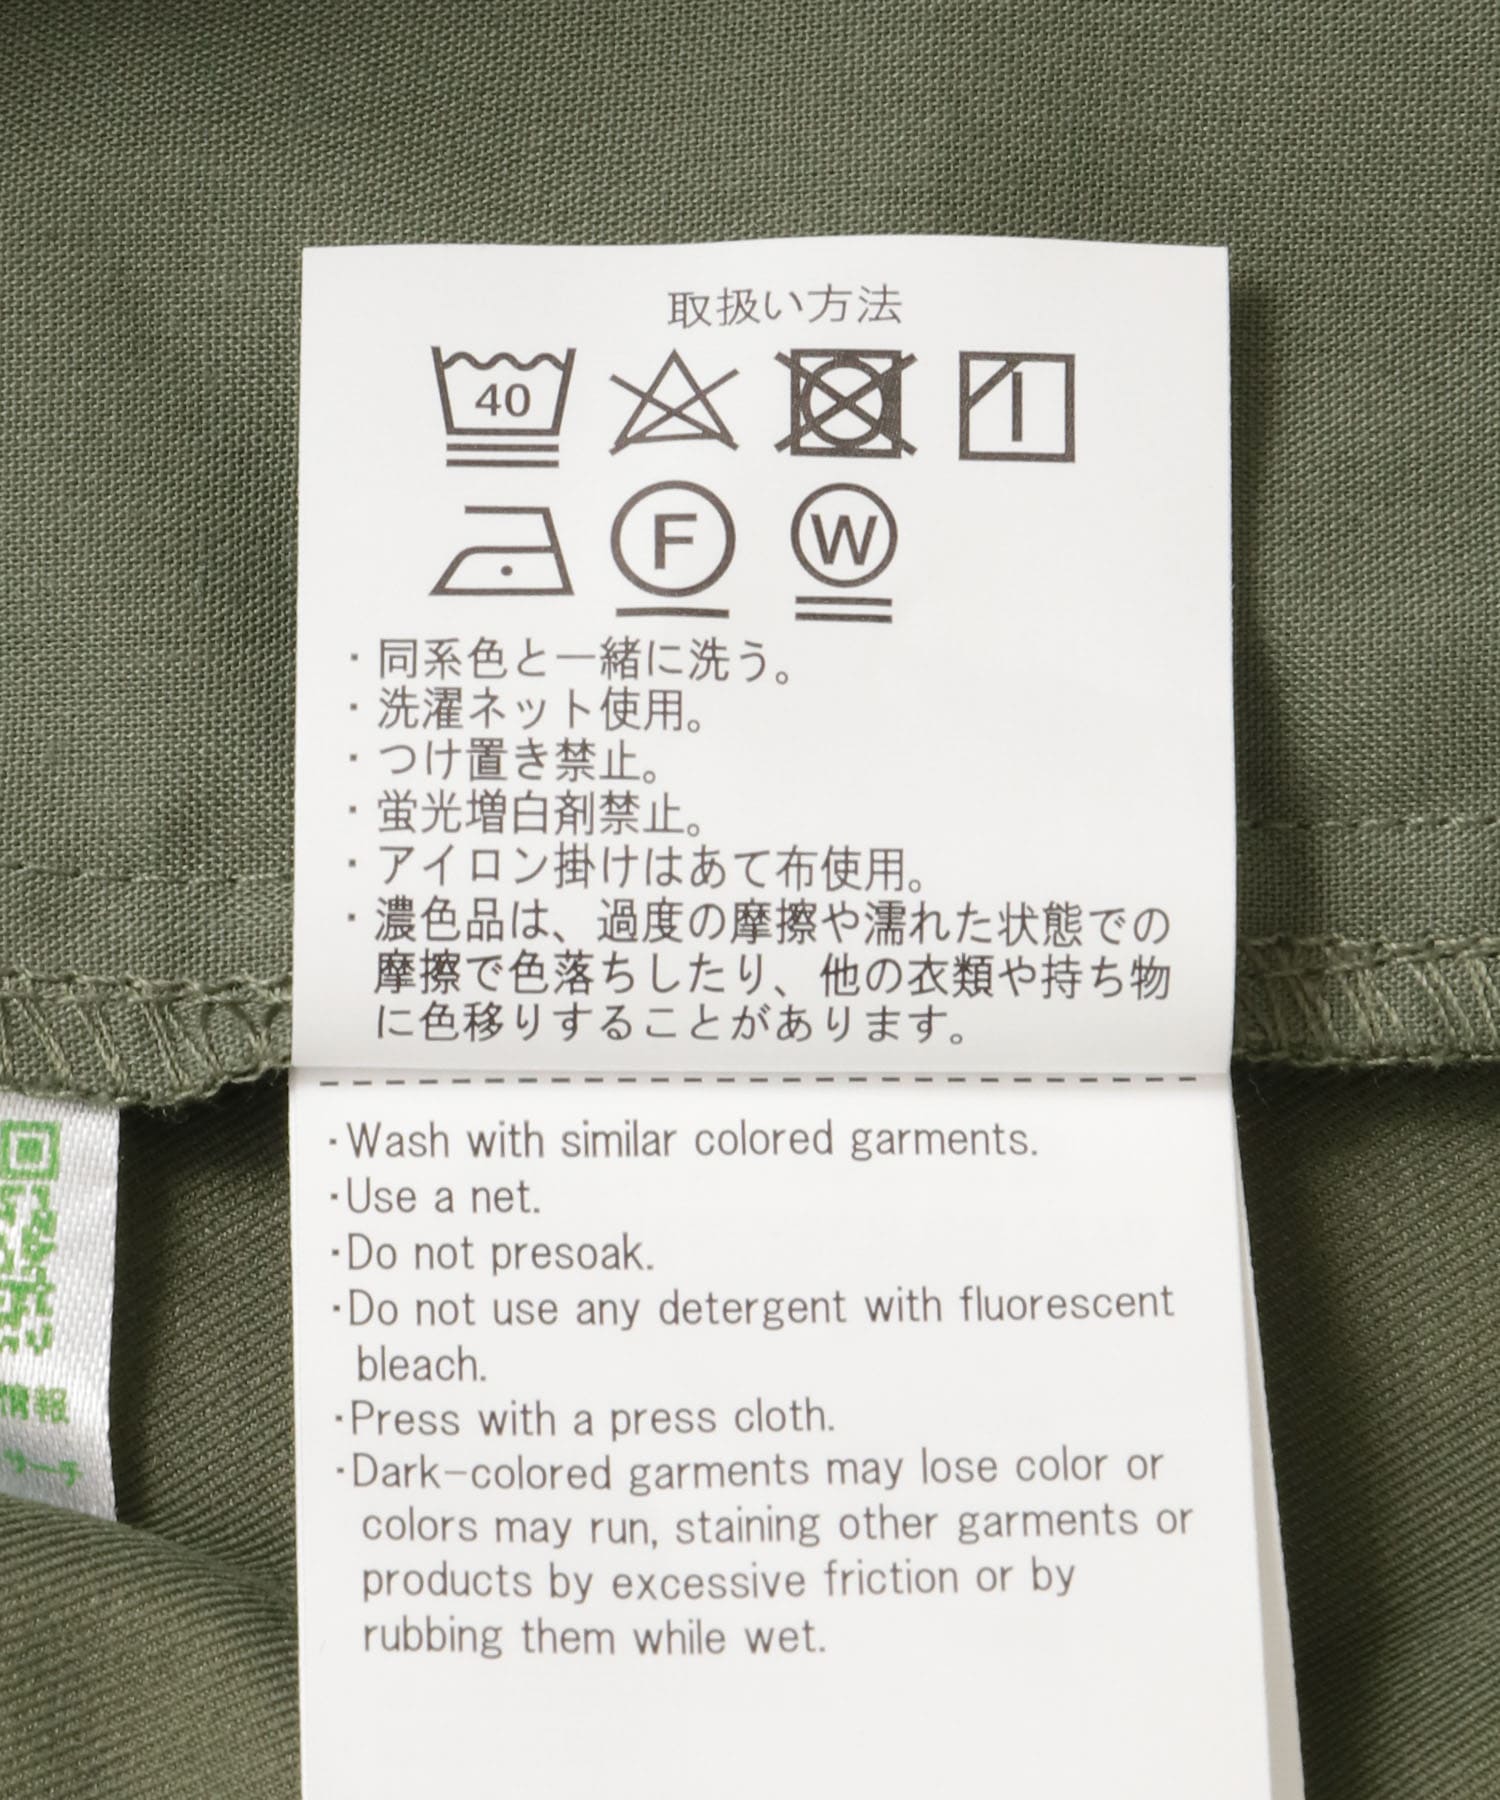 取扱い方法
40
F
W
・同系色と一緒に洗う。
・洗濯ネット使用。
・つけ置き禁止。
・蛍光増白剤禁止。
・アイロン掛けはあて布使用。
・濃色品は、過度の摩擦や濡れた状態での
摩擦で色落ちしたり、他の衣類や持ち物
に色移りすることがあります。
・Wash with similar colored garments.
・Use a net.
・Do not presoak.
・Do not use any detergent with fluorescent
bleach.
・Press with a press cloth.
・Dark-colored garments may lose color or
colors may run, staining other garments or
products by excessive friction or by
rubbing them while wet.
情報
サーチ